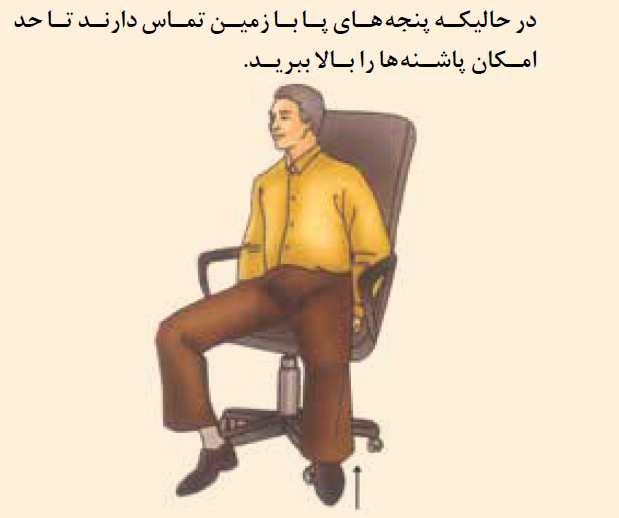 در حالیکه پنجه‌های پا با زمین تماس دارند تا حد
امکان پاشنه‌ها را بالا ببرید.